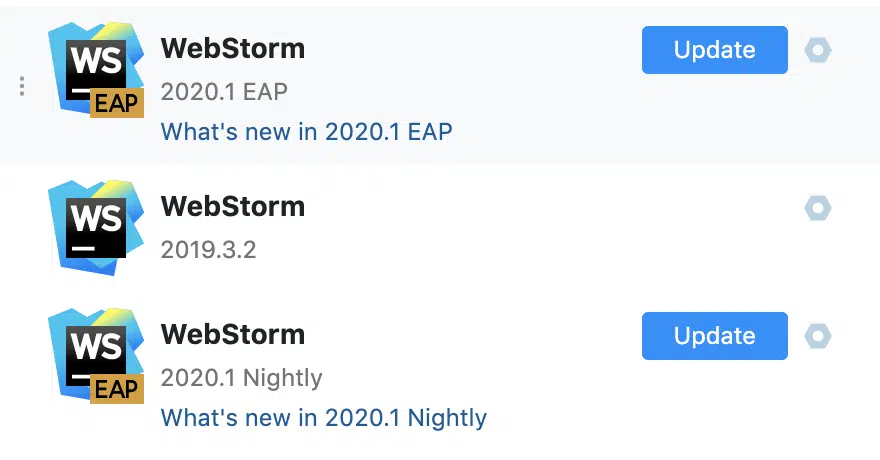 WS
EAP
WebStorm
Update
2020.1 EAP
What's new in 2020.1 EAP
WS
WebStorm
2019.3.2
WS
EAP
WebStorm
Update
2020.1 Nightly
What's new in 2020.1 Nightly